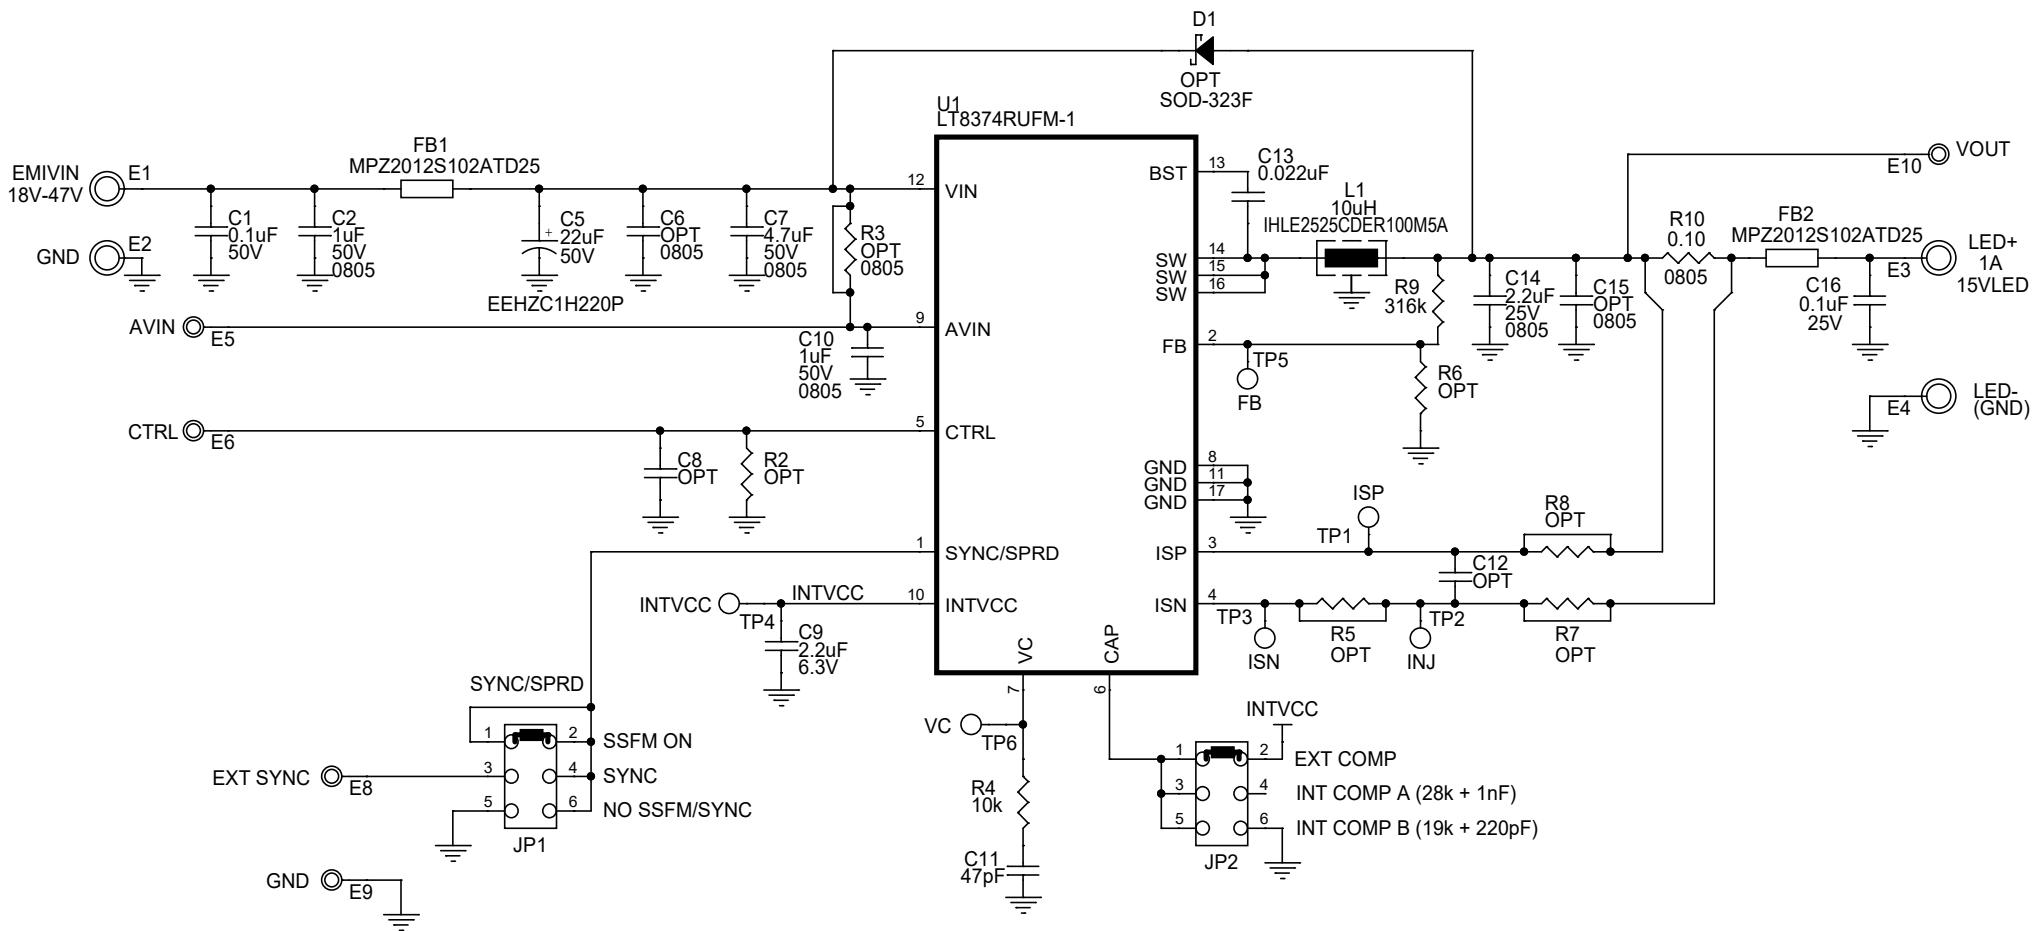 D1
OPT
SOD-323F
U1
LT8374RUFM-1
FB1
MPZ2012S102ATD25
EMIVIN
18V-47V
E1
C1
0.1uF
50V
C2
1uF
50V
0805
C5
+
22uF
50V
EEHZC1H220P
C6
OPT
0805
C7
4.7uF
50V
0805
R3
OPT
0805
GND
E2
AVIN
E5
C10
1uF
50V
0805
CTRL
E6
C8
OPT
R2
OPT
12
VIN
9
AVIN
5
CTRL
1
SYNC/SPRD
10
INTVCC
VC
7
CAP
6
BST
13
SW
14
SW
15
SW
16
FB
2
GND
8
GND
11
GND
17
ISP
3
ISN
4
C13
0.022uF
L1
10uH
IHLE2525CDER100M5A
R9
316k
TP5
FB
R6
OPT
C14
2.2uF
25V
0805
C15
OPT
0805
R10
0.10
0805
FB2
MPZ2012S102ATD25
C16
0.1uF
25V
E10
VOUT
E3
LED+
1A
15VLED
E4
LED-
(GND)
ISP
TP1
R8
OPT
C12
OPT
TP3
ISN
R5
OPT
TP2
INJ
R7
OPT
INTVCC
TP4
INTVCC
C9
2.2uF
6.3V
SYNC/SPRD
1
2
SSFM ON
EXT SYNC
E8
3
4
SYNC
5
6
NO SSFM/SYNC
JP1
GND
E9
VC
TP6
R4
10k
C11
47pF
INTVCC
1
2
EXT COMP
3
4
INT COMP A (28k + 1nF)
5
6
INT COMP B (19k + 220pF)
JP2